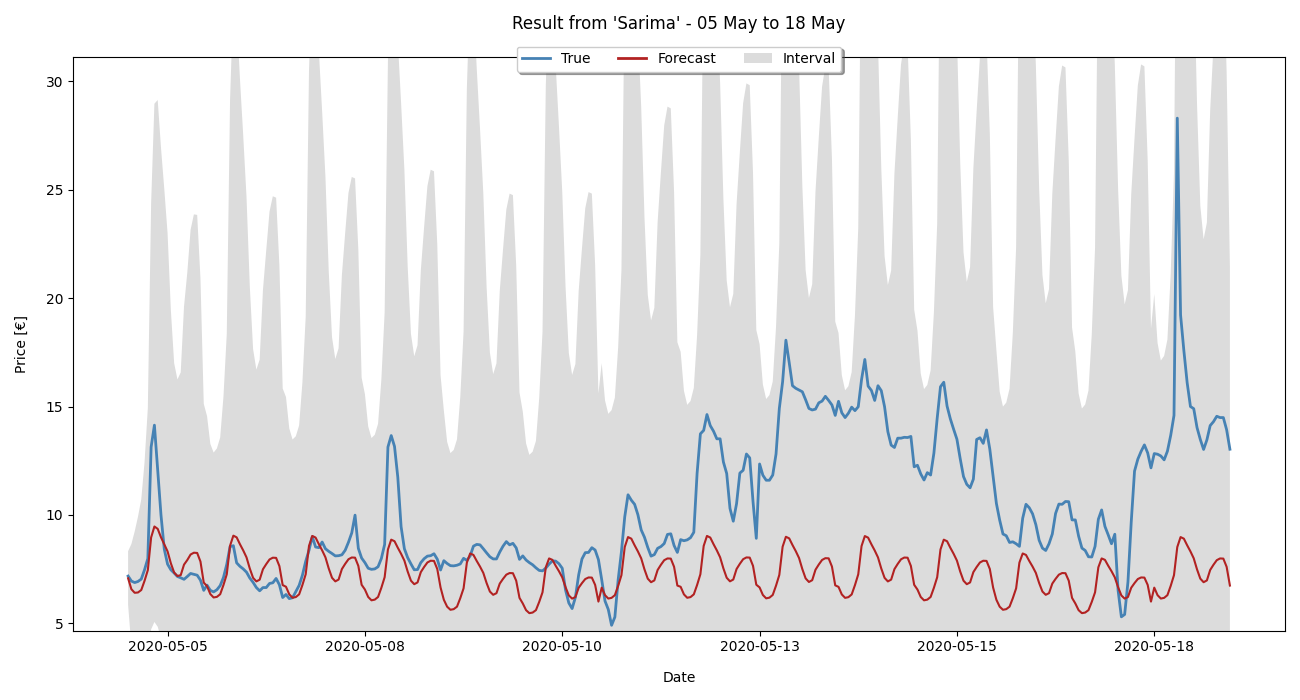 Result from 'Sarima' - 05 May to 18 May
True Forecast Interval
30
25
20
15
10
5
Price [€]
2020-05-05 2020-05-08 2020-05-10 2020-05-13 2020-05-15 2020-05-18
Date